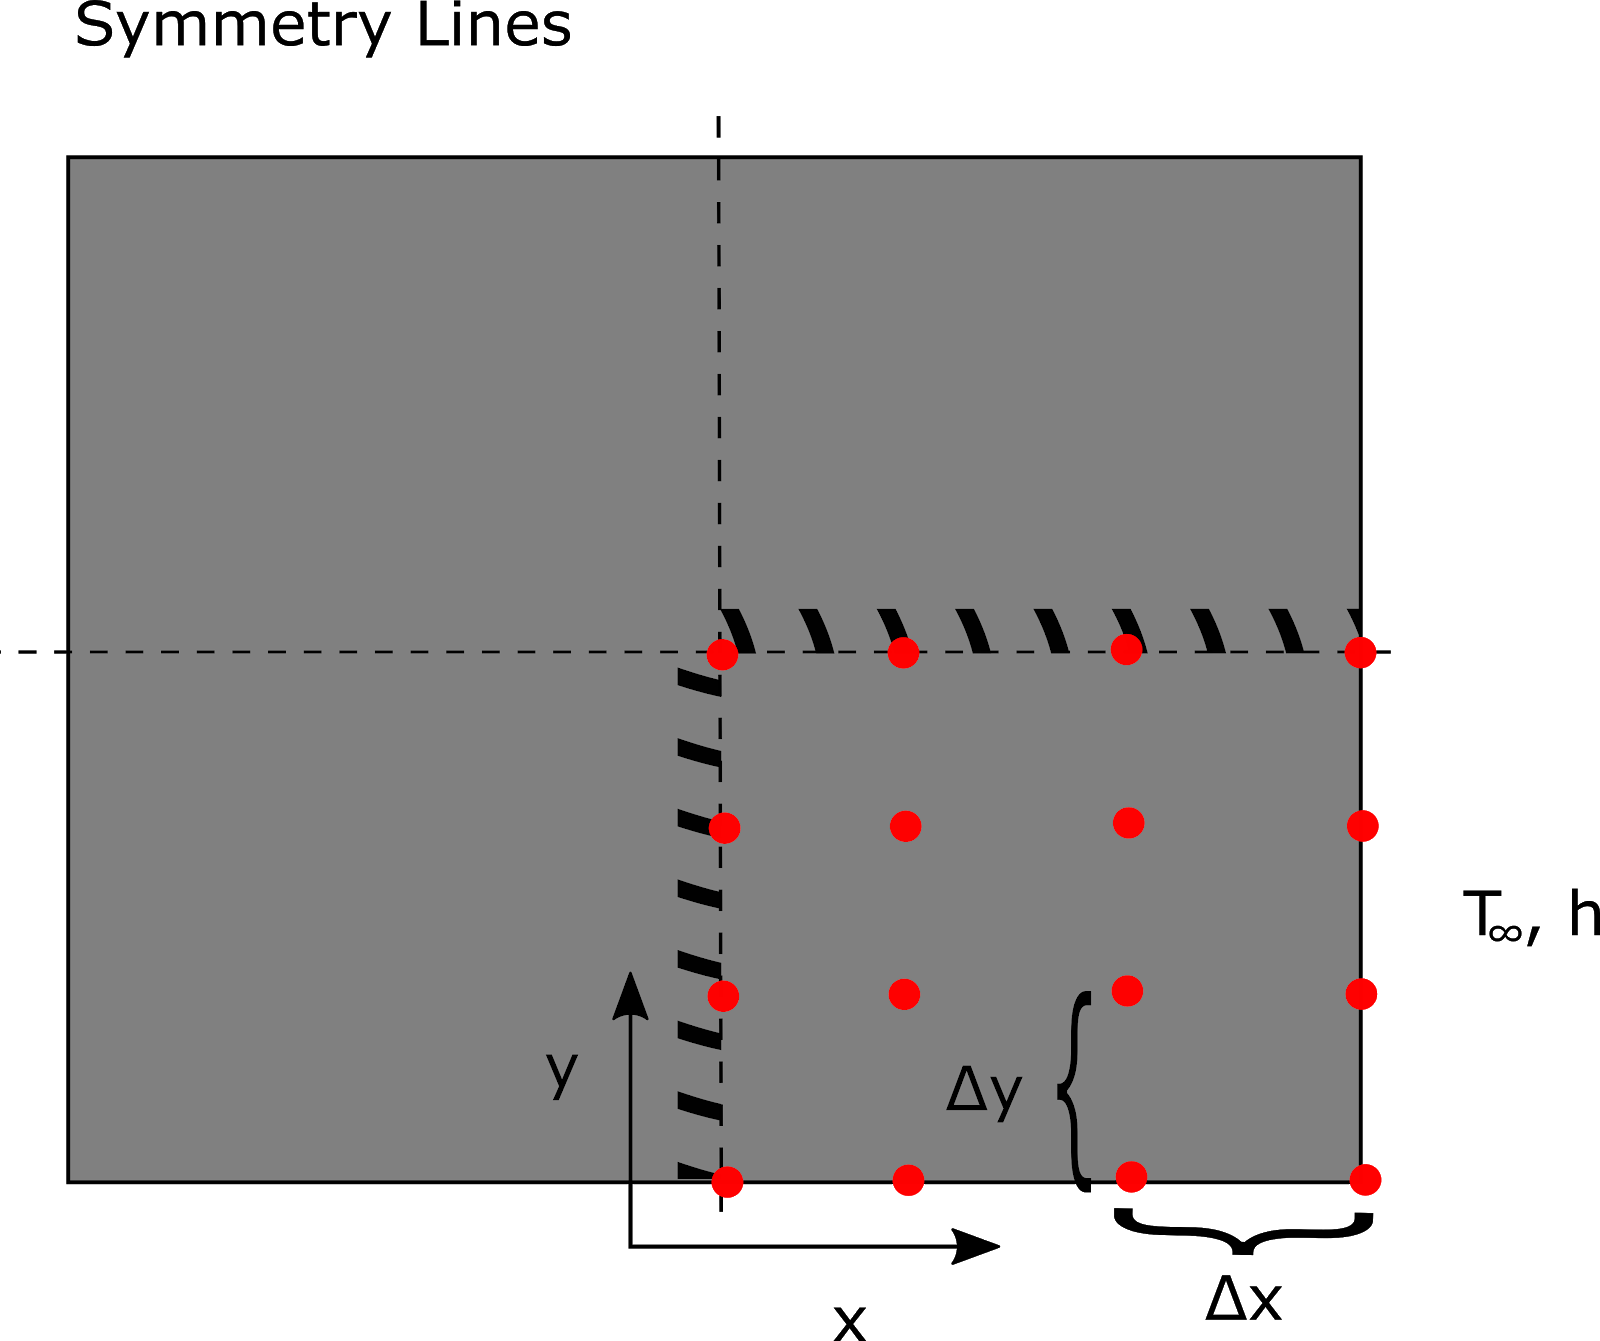 Symmetry Lines
T∞, h
y
Δy
Δx
x